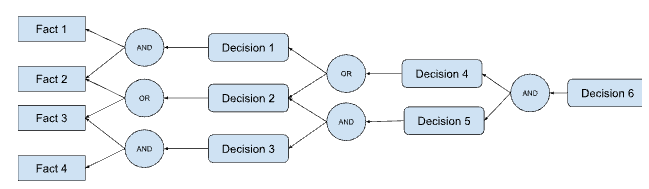 Fact 1
Fact 2
Fact 3
Fact 4
AND
OR
AND
Decision 1
Decision 2
Decision 3
OR
AND
Decision 4
Decision 5
AND
Decision 6